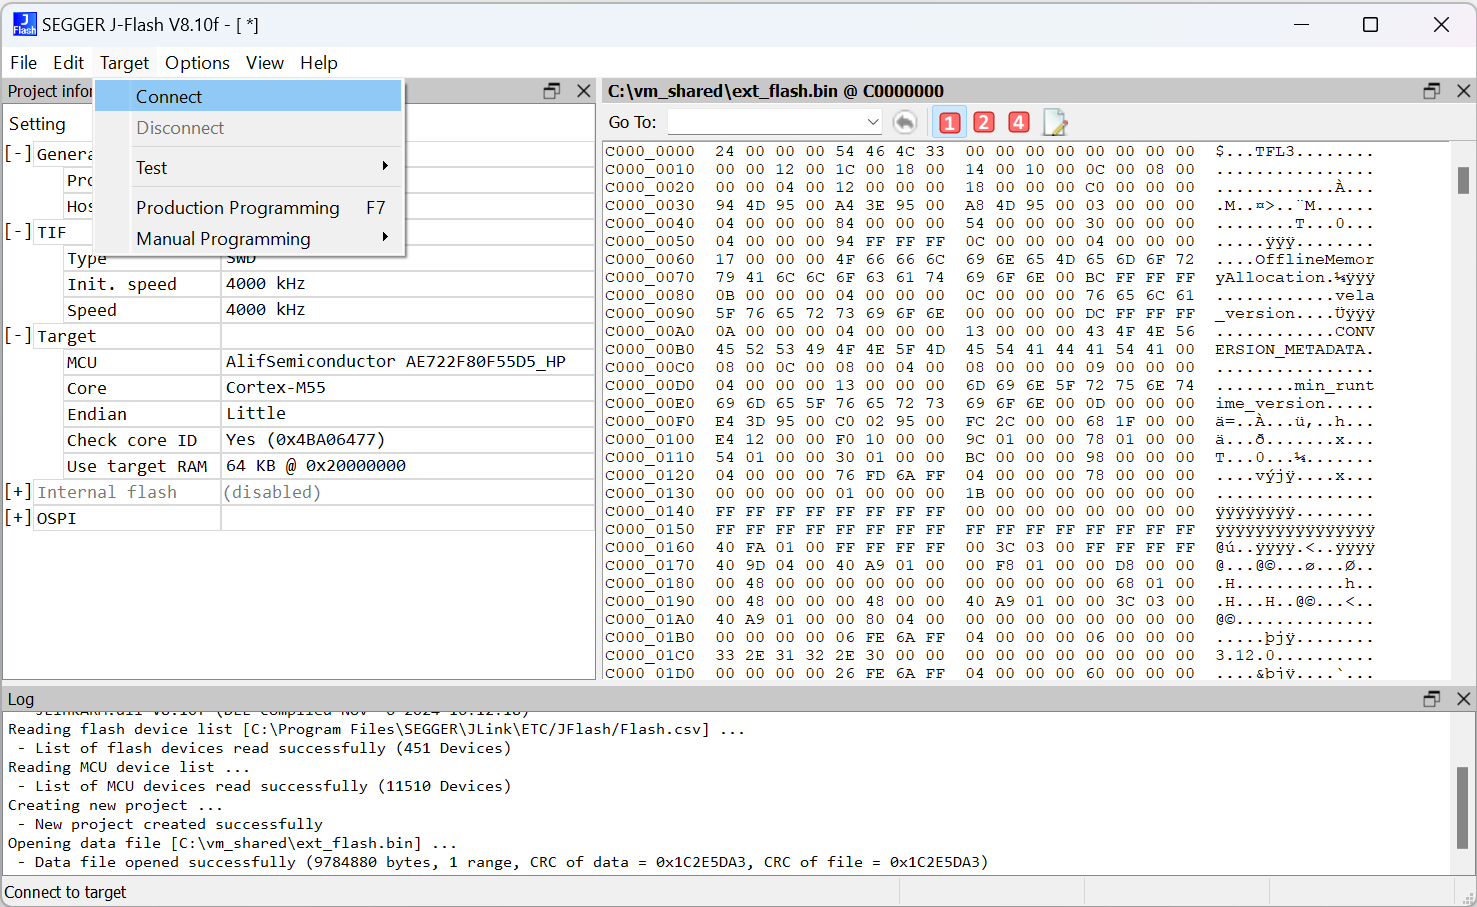 SEGGER J-Flash V8.10f - [ *]
File Edit Target Options View Help
Project infor
Connect
Disconnect
Test
Production Programming F7
Manual Programming
Setting
[-] Genera
Pro
Hos
[-] TIF
Type SWD
Init. speed 4000 kHz
Speed 4000 kHz
[-] Target
MCU AlifSemiconductor AE722F80F55D5_HP
Core Cortex-M55
Endian Little
Check core ID Yes (0x4BA06477)
Use target RAM 64 KB @ 0x20000000
[+] Internal flash (disabled)
[+] OSPI
C:\vm_shared\ext_flash.bin @ C0000000
Go To: 1 2 4
C000_0000 24 00 00 00 54 46 4C 33 00 00 00 00 00 00 00 00 $...TFL3........
C000_0010 00 00 12 00 1C 00 18 00 14 00 10 00 0C 00 08 00 ................
C000_0020 00 00 04 00 12 00 00 00 18 00 00 00 C0 00 00 00 ............À...
C000_0030 94 4D 95 00 A4 3E 95 00 A8 4D 95 00 03 00 00 00 .M..¤>..¨M......
C000_0040 04 00 00 00 84 00 00 00 54 00 00 00 30 00 00 00 ........T...0...
C000_0050 04 00 00 00 94 FF FF FF 0C 00 00 00 04 00 00 00 .....ÿÿÿ........
C000_0060 17 00 00 00 4F 66 66 6C 69 6E 65 4D 65 6D 6F 72 ....OfflineMemor
C000_0070 79 41 6C 6C 6F 63 61 74 69 6F 6E 00 BC FF FF FF yAllocation.¼ÿÿÿ
C000_0080 0B 00 00 00 04 00 00 00 0C 00 00 00 76 65 6C 61 ............vela
C000_0090 5F 76 65 72 73 69 6F 6E 00 00 00 00 DC FF FF FF _version....Üÿÿÿ
C000_00A0 0A 00 00 00 04 00 00 00 13 00 00 00 43 4F 4E 56 ............CONV
C000_00B0 45 52 53 49 4F 4E 5F 4D 45 54 41 44 41 54 41 00 ERSION_METADATA.
C000_00C0 08 00 0C 00 08 00 04 00 08 00 00 00 09 00 00 00 ................
C000_00D0 04 00 00 00 13 00 00 00 6D 69 6E 5F 72 75 6E 74 ........min_runt
C000_00E0 69 6D 65 5F 76 65 72 73 69 6F 6E 00 0D 00 00 00 ime_version.....
C000_00F0 E4 3D 95 00 C0 02 95 00 FC 2C 00 00 68 1F 00 00 ä=..À...ü,..h...
C000_0100 E4 12 00 00 F0 10 00 00 9C 01 00 00 78 01 00 00 ä...ð.......x...
C000_0110 54 01 00 00 30 01 00 00 BC 00 00 00 98 00 00 00 T...0...¼.......
C000_0120 04 00 00 00 76 FD 6A FF 04 00 00 00 78 00 00 00 ....výjÿ....x...
C000_0130 00 00 00 00 01 00 00 00 1B 00 00 00 00 00 00 00 ................
C000_0140 FF FF FF FF FF FF FF FF 00 00 00 00 00 00 00 00 ÿÿÿÿÿÿÿÿ........
C000_0150 FF FF FF FF FF FF FF FF FF FF FF FF FF FF FF FF ÿÿÿÿÿÿÿÿÿÿÿÿÿÿÿÿ
C000_0160 40 FA 01 00 FF FF FF FF 00 3C 03 00 FF FF FF FF @ú..ÿÿÿÿ.<..ÿÿÿÿ
C000_0170 40 9D 04 00 40 A9 01 00 00 F8 01 00 00 D8 00 00 @...@©...ø...Ø..
C000_0180 00 48 00 00 00 00 00 00 00 00 00 00 00 68 01 00 .H...........h..
C000_0190 00 48 00 00 00 48 00 00 40 A9 01 00 00 3C 03 00 .H...H..@©...<..
C000_01A0 40 A9 01 00 00 80 04 00 00 00 00 00 00 00 00 00 @©..............
C000_01B0 00 00 00 00 06 FE 6A FF 04 00 00 00 06 00 00 00 .....þjÿ........
C000_01C0 33 2E 31 32 2E 30 00 00 00 00 00 00 00 00 00 00 3.12.0..........
C000_01D0 00 00 00 00 26 FE 6A FF 04 00 00 00 60 00 00 00 ....&þjÿ....`...
Log
- JLinkARM.dll V8.10f (DLL compiled Nov 6 2024 16:12:18)
Reading flash device list [C:\Program Files\SEGGER\JLink\ETC/JFlash/Flash.csv] ...
- List of flash devices read successfully (451 Devices)
Reading MCU device list ...
- List of MCU devices read successfully (11510 Devices)
Creating new project ...
- New project created successfully
Opening data file [C:\vm_shared\ext_flash.bin] ...
- Data file opened successfully (9784880 bytes, 1 range, CRC of data = 0x1C2E5DA3, CRC of file = 0x1C2E5DA3)
Connect to target